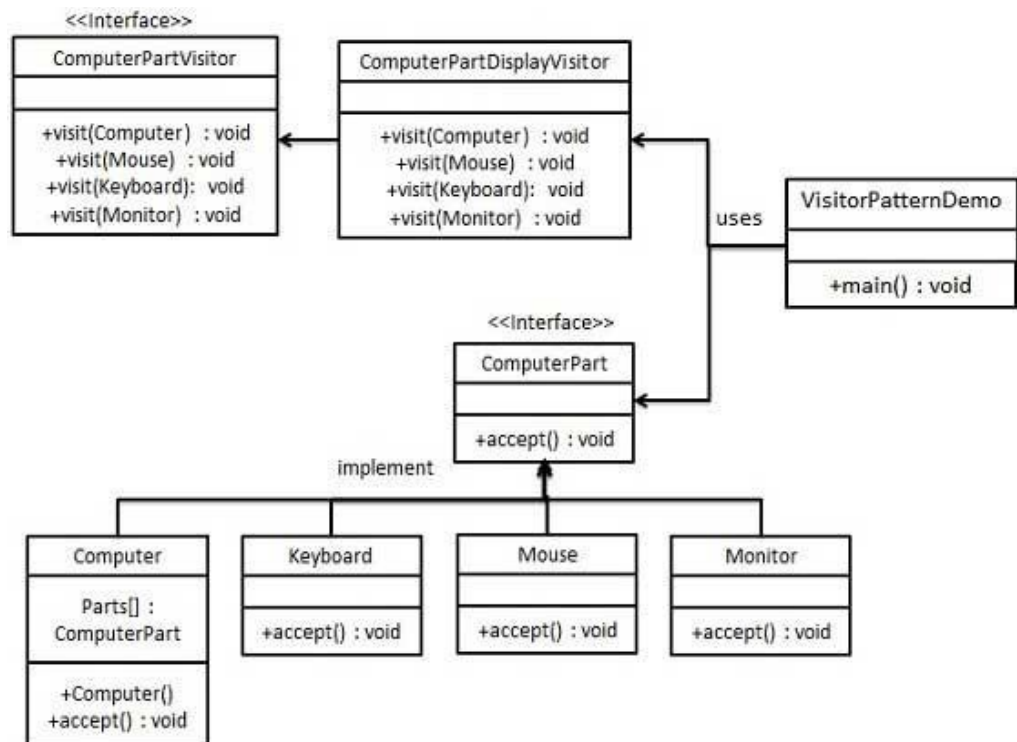 <<Interface>>
ComputerPartVisitor
+visit(Computer) : void
+visit(Mouse) : void
+visit(Keyboard): void
+visit(Monitor) : void
ComputerPartDisplayVisitor
+visit(Computer) : void
+visit(Mouse) : void
+visit(Keyboard): void
+visit(Monitor) : void
uses
VisitorPatternDemo
+main() : void
<<Interface>>
ComputerPart
+accept() : void
implement
Computer
Parts[] :
ComputerPart
+Computer()
+accept() : void
Keyboard
+accept() : void
Mouse
+accept() : void
Monitor
+accept() : void